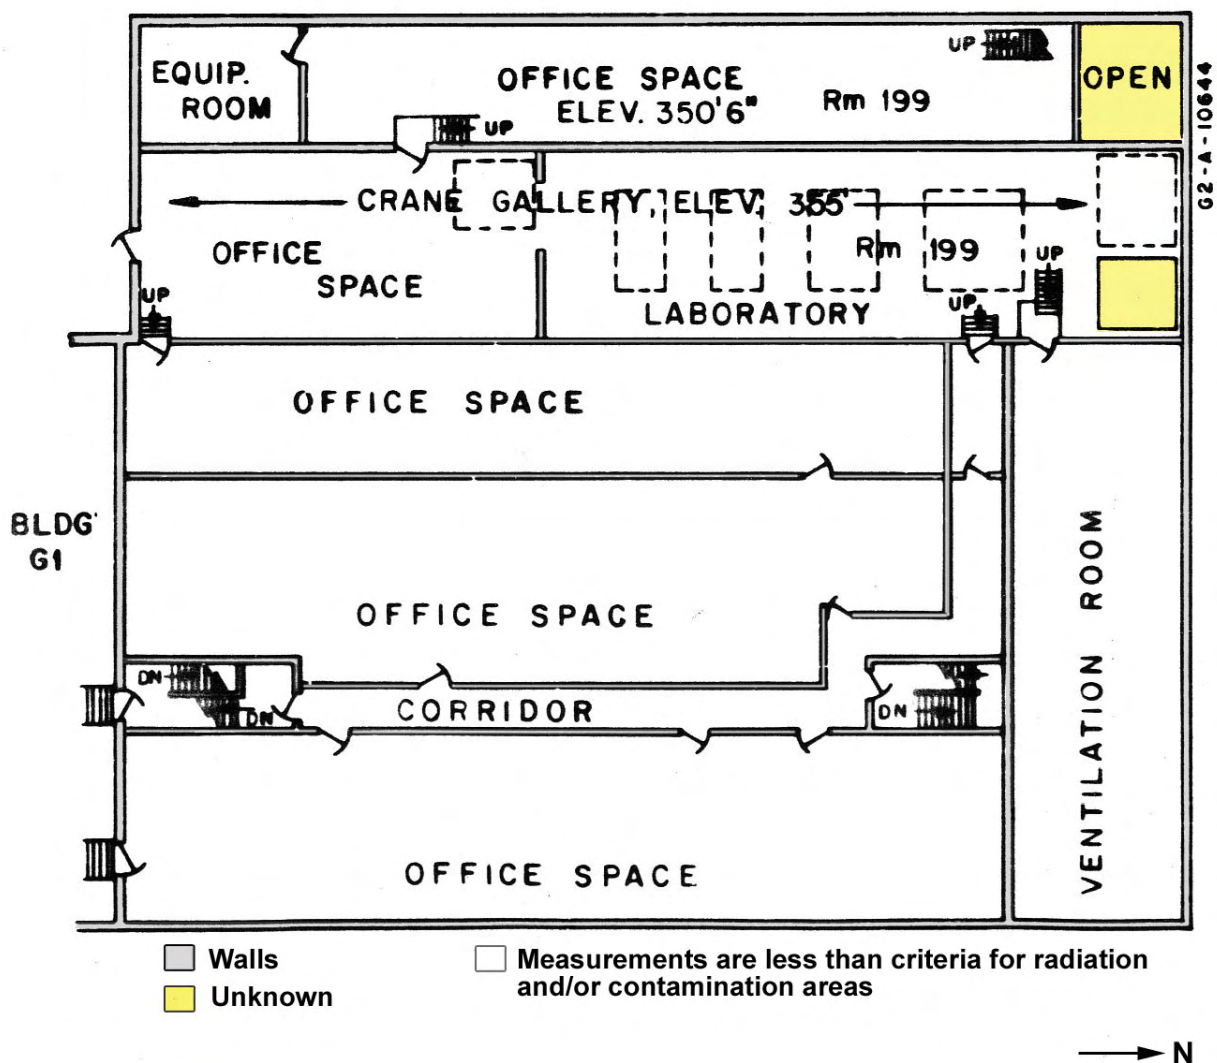 EQUIP.
ROOM
OFFICE SPACE
ELEV. 350'6"
Rm 199
UP
OPEN
G2-A-10644
UP
CRANE GALLERY, ELEV. 355'
Rm 199
OFFICE
SPACE
UP
LABORATORY
UP
UP
OFFICE SPACE
BLDG
G1
OFFICE SPACE
VENTILATION ROOM
DN
DN
CORRIDOR
DN
OFFICE SPACE
Walls
Unknown
Measurements are less than criteria for radiation
and/or contamination areas
N